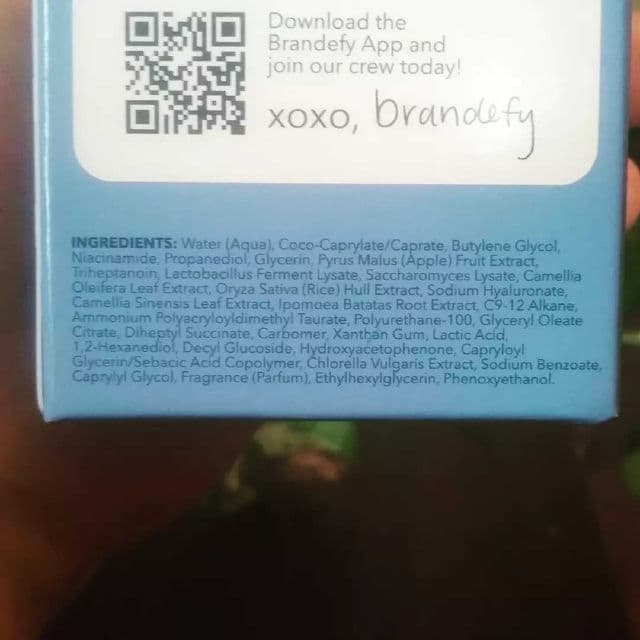 Download the
Brandefy App and
join our crew today!
xoxo, brandefy
INGREDIENTS: Water (Aqua), Coco-Caprylate/Caprate, Butylene Glycol,
Niacinamide, Propanediol, Glycerin, Pyrus Malus (Apple) Fruit Extract,
Triheptanoin, Lactobacillus Ferment Lysate, Saccharomyces Lysate, Camellia
Oleifera Leaf Extract, Oryza Sativa (Rice) Hull Extract, Sodium Hyaluronate,
Camellia Sinensis Leaf Extract, Ipomoea Batatas Root Extract, C9-12 Alkane,
Ammonium Polyacryloyldimethyl Taurate, Polyurethane-100, Glyceryl Oleate
Citrate, Diheptyl Succinate, Carbomer, Xanthan Gum, Lactic Acid,
1,2-Hexanediol, Decyl Glucoside, Hydroxyacetophenone, Capryloyl
Glycerin/Sebacic Acid Copolymer, Chlorella Vulgaris Extract, Sodium Benzoate,
Caprylyl Glycol, Fragrance (Parfum), Ethylhexylglycerin, Phenoxyethanol.